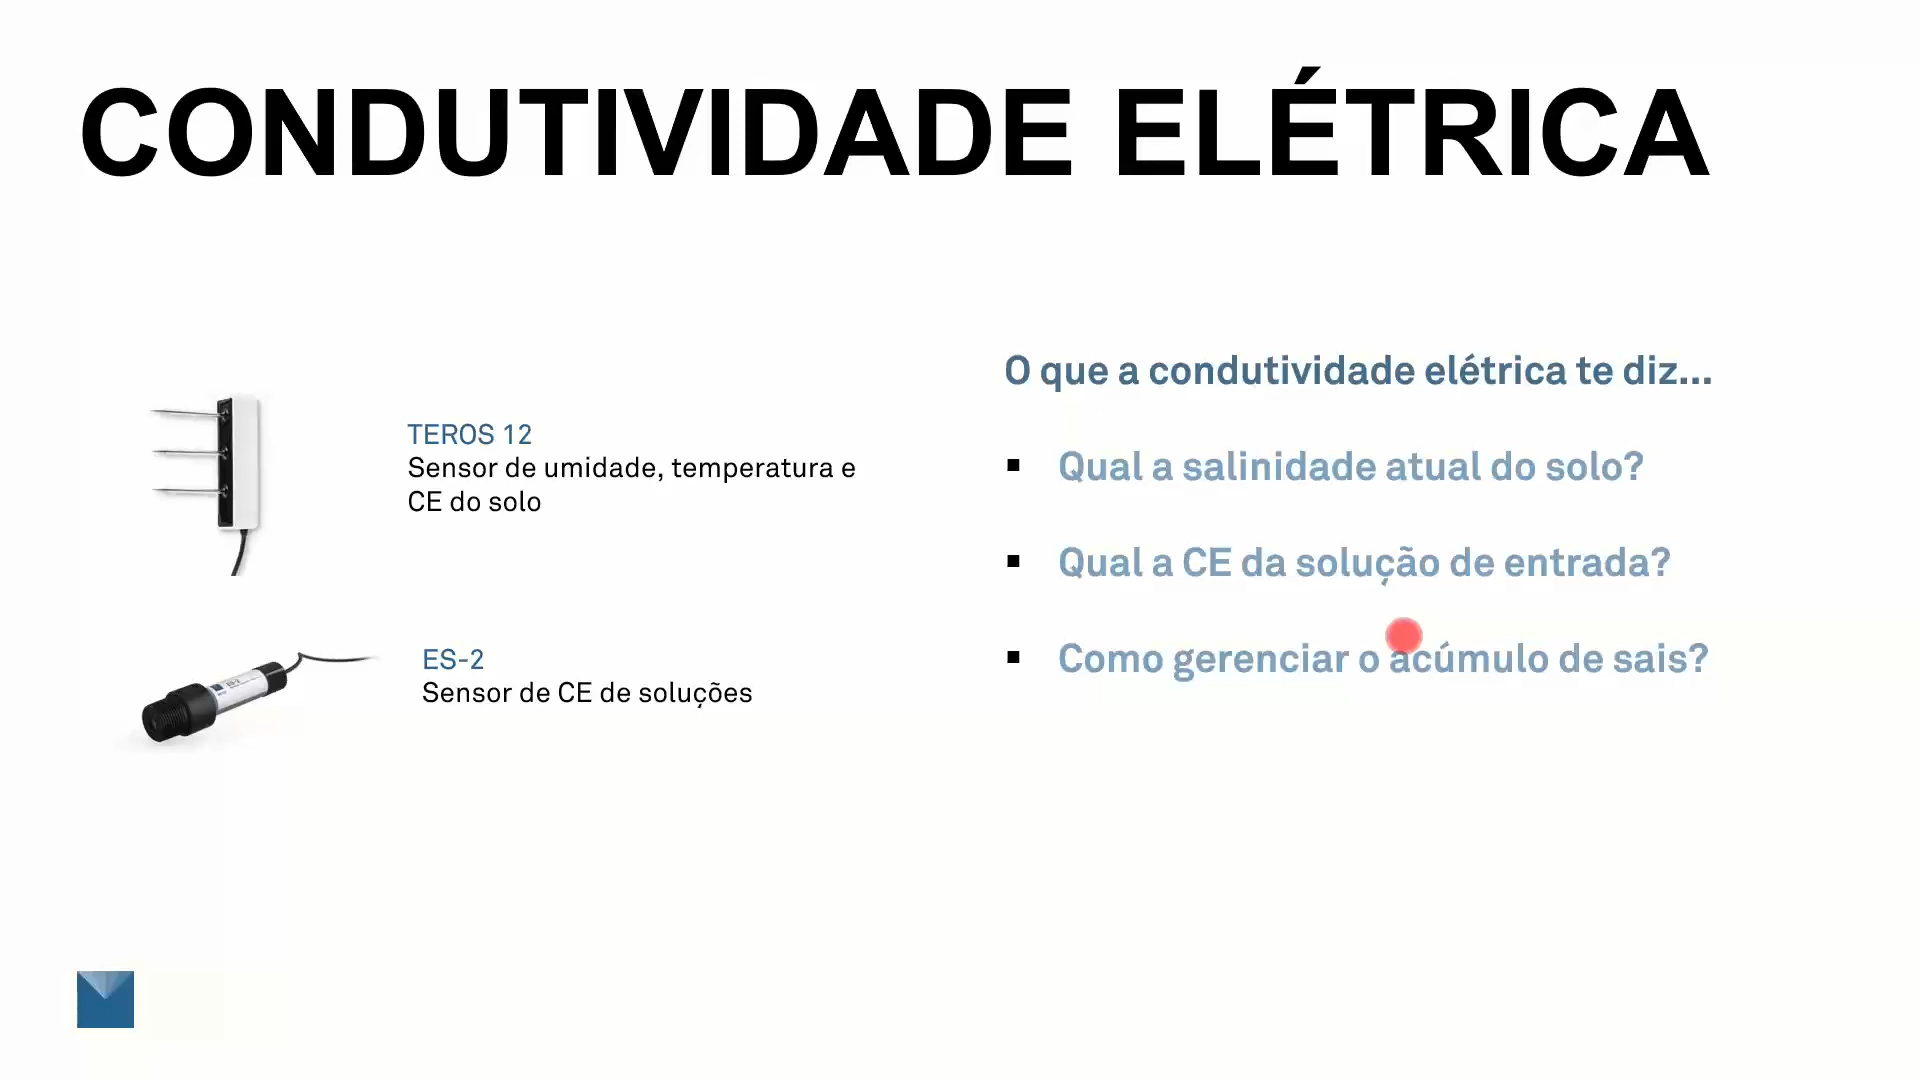 CONDUTIVIDADE ELÉTRICA
TEROS 12
Sensor de umidade, temperatura e
CE do solo
ES-2
Sensor de CE de soluções
O que a condutividade elétrica te diz...
▪ Qual a salinidade atual do solo?
▪ Qual a CE da solução de entrada?
▪ Como gerenciar o acúmulo de sais?